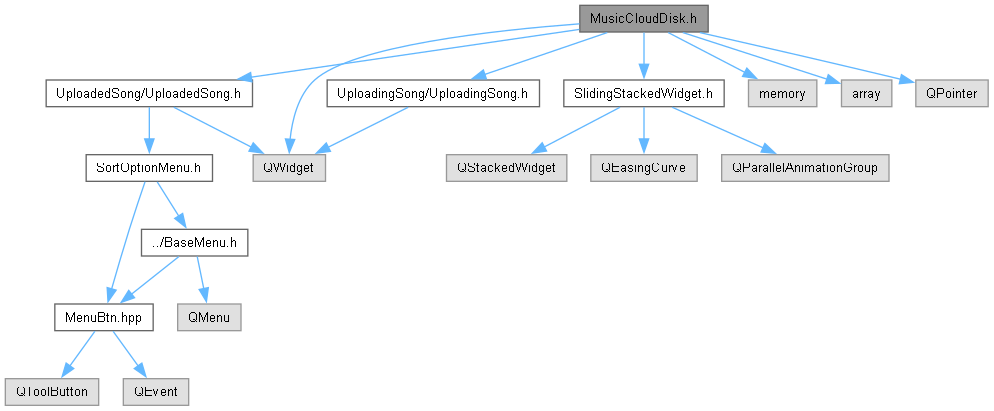 MusicCloudDisk.h
UploadedSong/UploadedSong.h
UploadingSong/UploadingSong.h
SlidingStackedWidget.h
memory
array
QPointer
SortOptionMenu.h
QWidget
QStackedWidget
QEasingCurve
QParallelAnimationGroup
../BaseMenu.h
MenuBtn.hpp
QMenu
QToolButton
QEvent